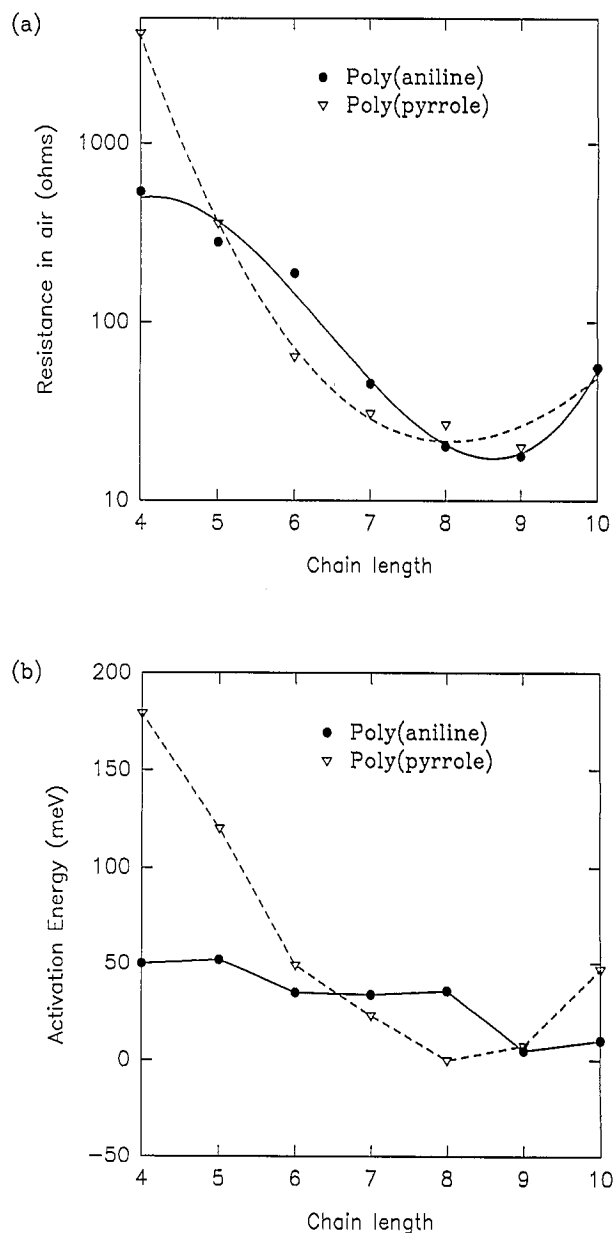 (a)
Poly(aniline)
Poly(pyrrole)
1000
100
10
Resistance in air (ohms)
4 5 6 7 8 9 10
Chain length
(b)
Poly(aniline)
Poly(pyrrole)
200
150
100
50
0
−50
Activation Energy (meV)
4 5 6 7 8 9 10
Chain length